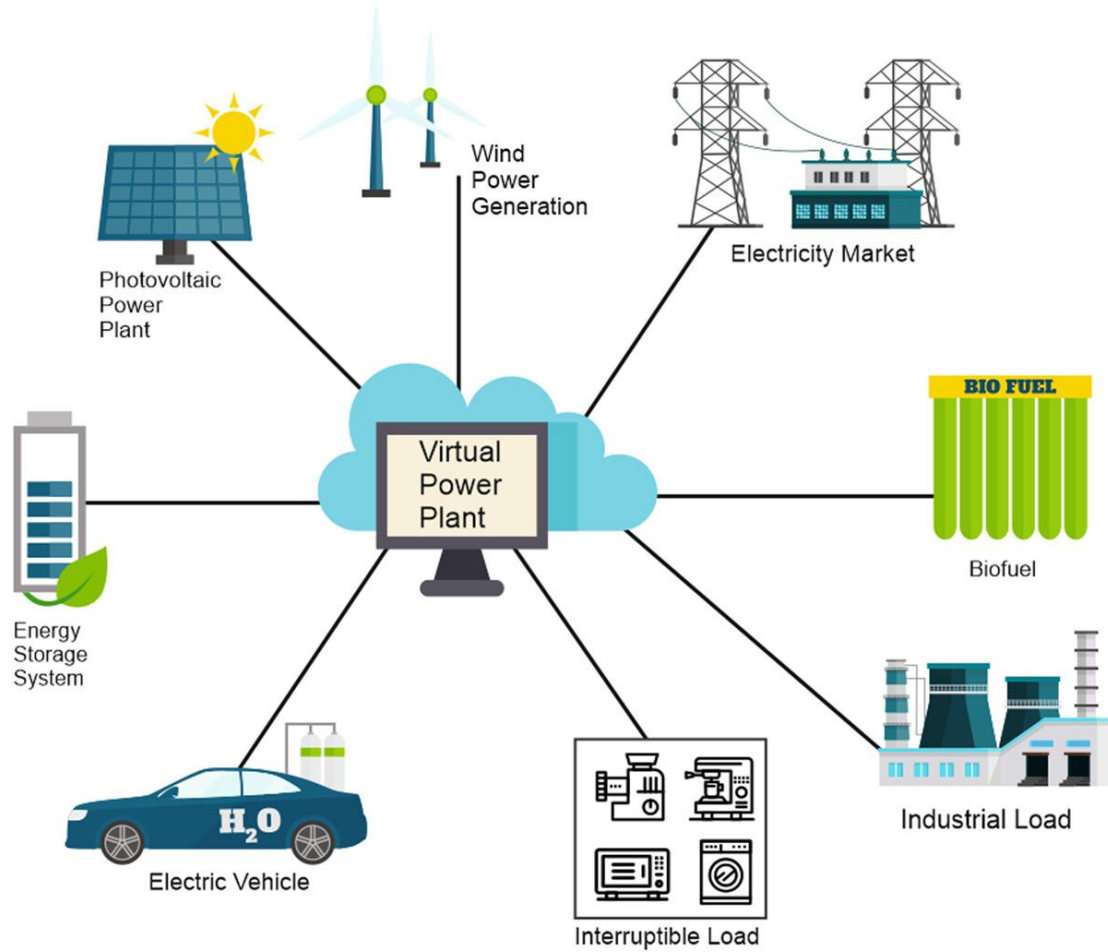 Wind
Power
Generation
Electricity Market
Photovoltaic
Power
Plant
BIO FUEL
Virtual
Power
Plant
Biofuel
Energy
Storage
System
H₂O
Electric Vehicle
Industrial Load
Interruptible Load